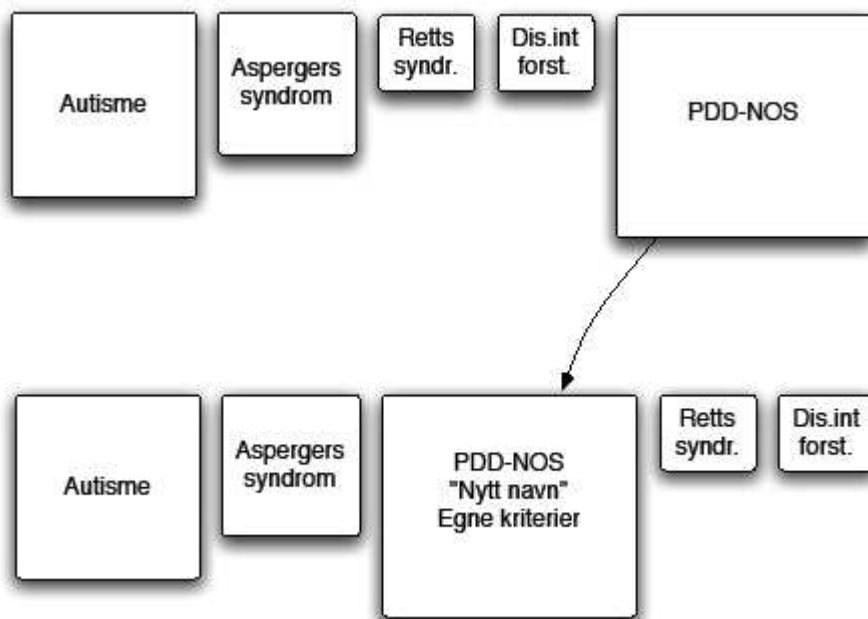 Autisme
Aspergers
syndrom
Retts
syndr.
Dis.int
forst.
PDD-NOS
Autisme
Aspergers
syndrom
PDD-NOS
"Nytt navn"
Egne kriterier
Retts
syndr.
Dis.int
forst.